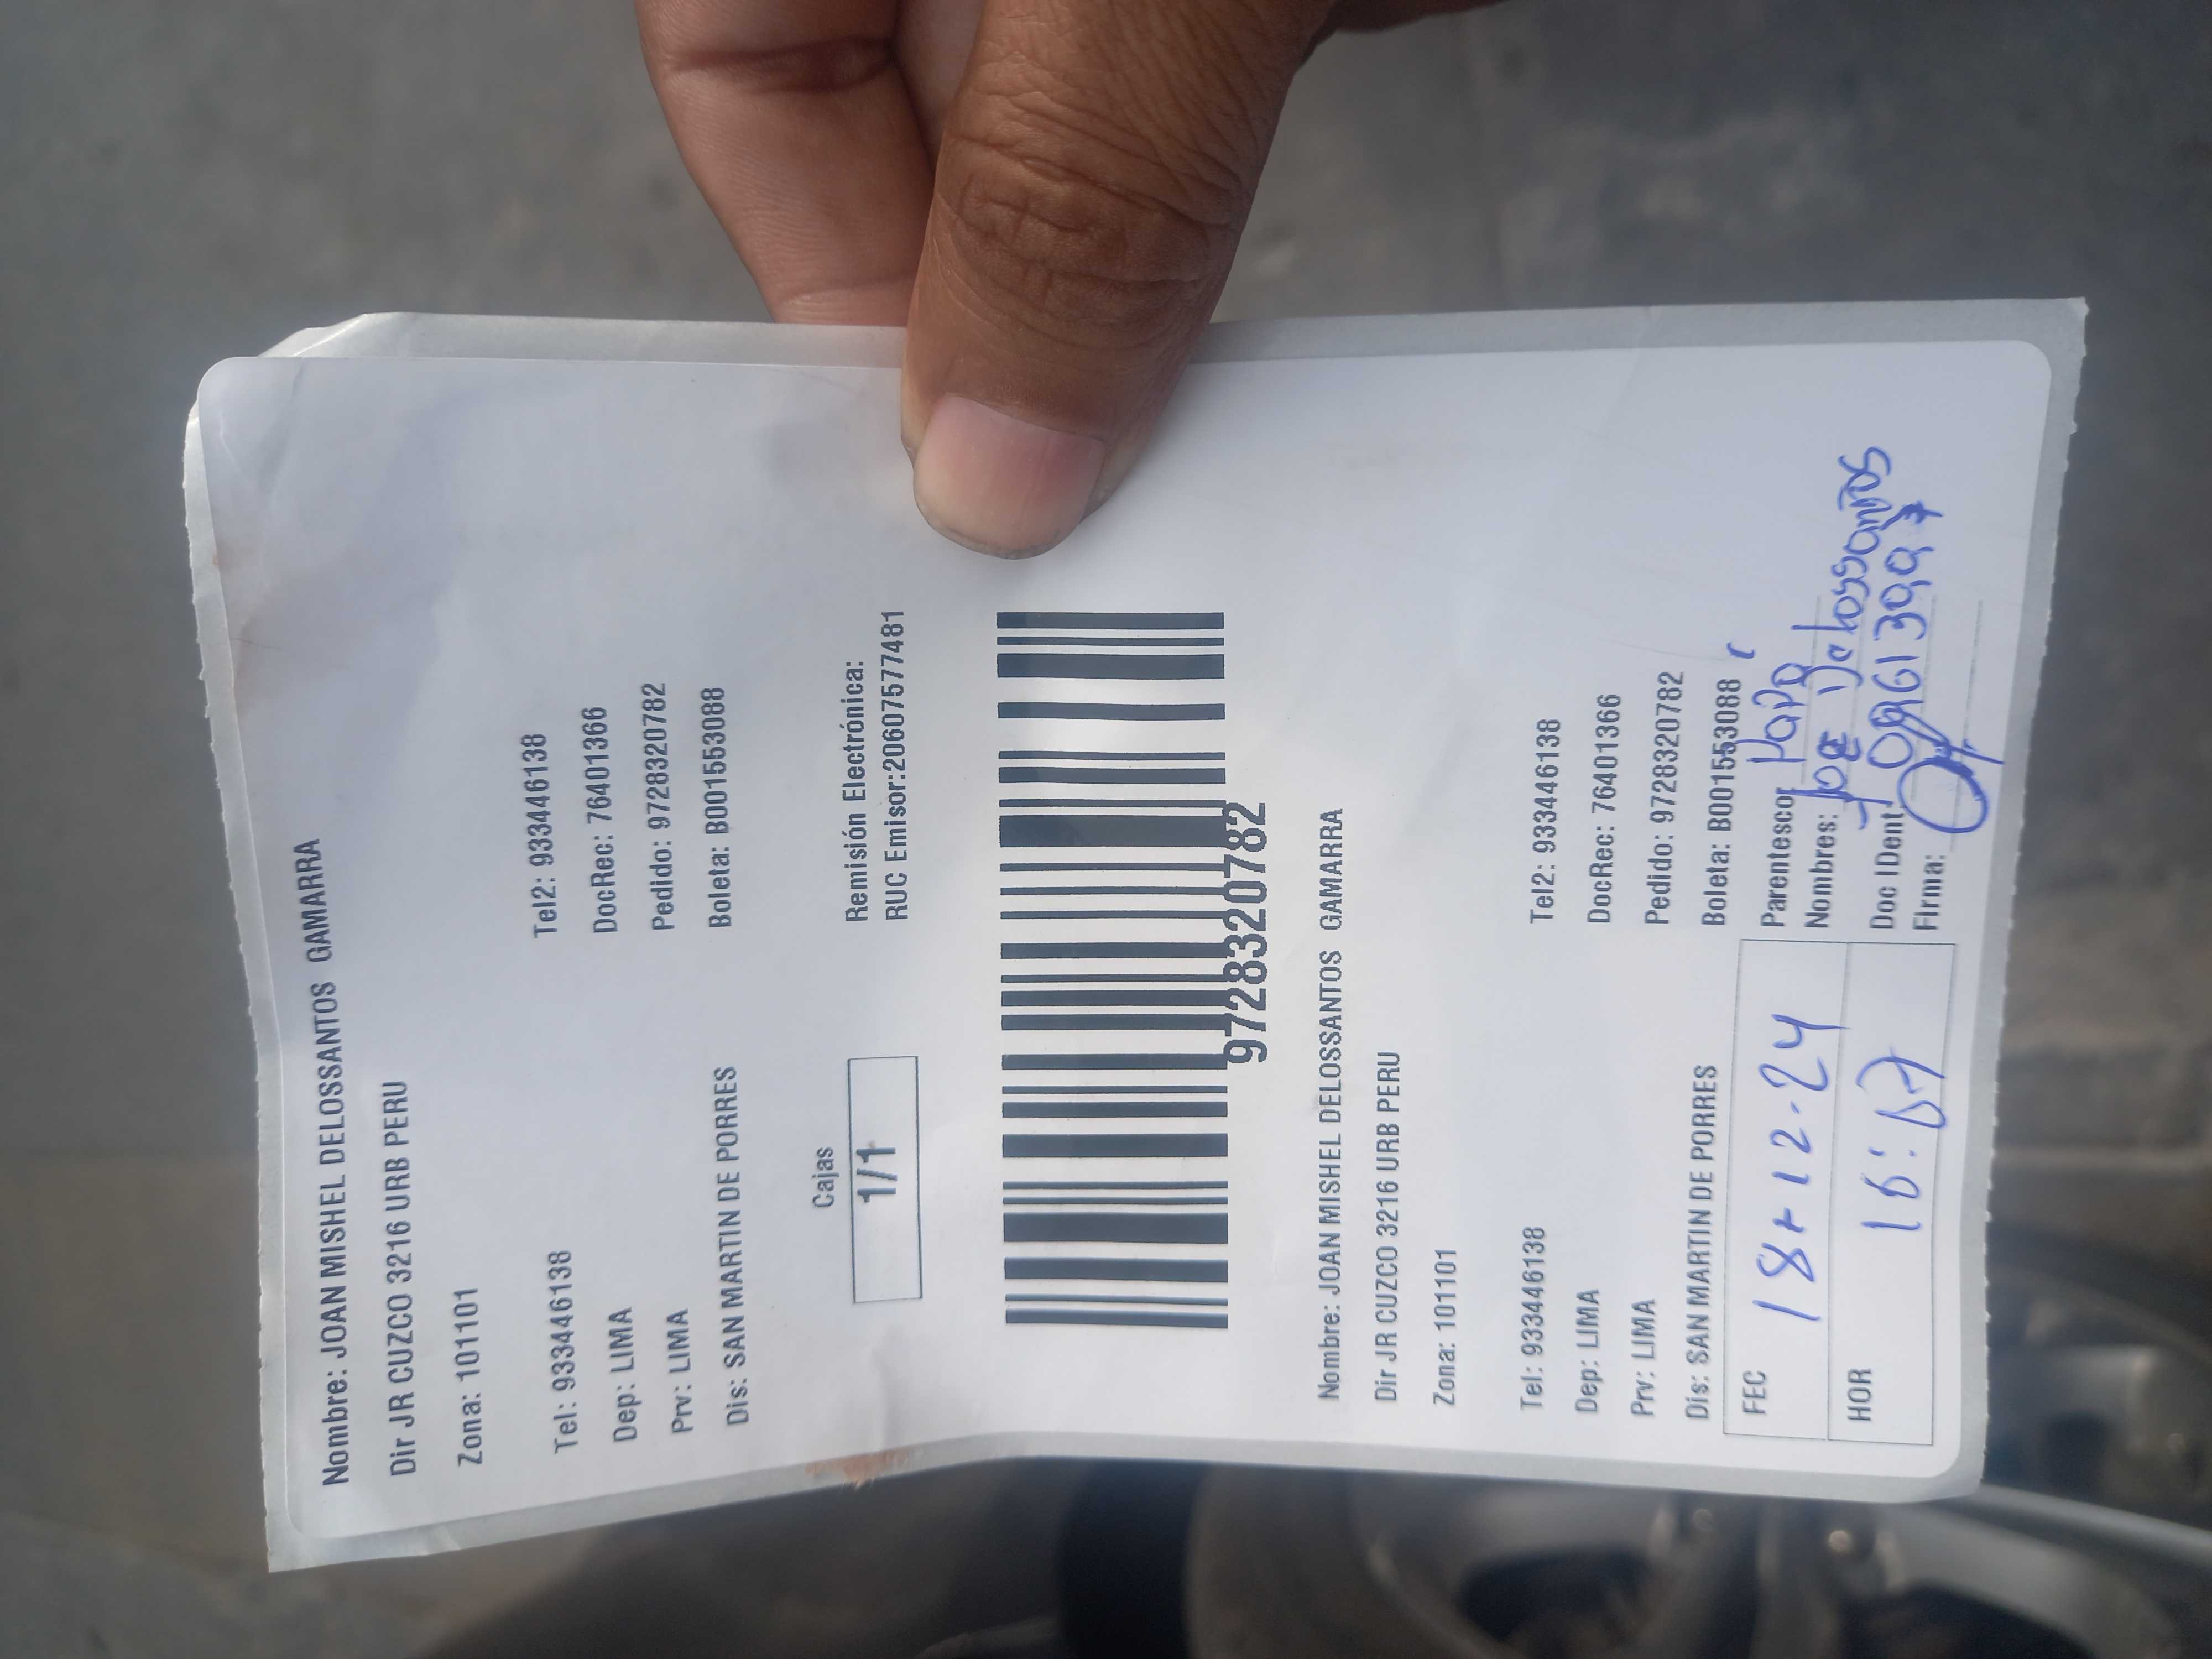 Nombre: JOAN MISHEL DELOSSANTOS GAMARRA
Dir JR CUZCO 3216 URB PERU
Zona: 101101
Tel: 933446138 Tel2: 933446138
Dep: LIMA DocRec: 76401366
Prv: LIMA Pedido: 9728320782
Dis: SAN MARTIN DE PORRES Boleta: B001553088
Cajas
1/1
Remisión Electrónica:
RUC Emisor:20607577481
9728320782
Nombre: JOAN MISHEL DELOSSANTOS GAMARRA
Dir JR CUZCO 3216 URB PERU
Zona: 101101
Tel: 933446138 Tel2: 933446138
Dep: LIMA DocRec: 76401366
Prv: LIMA Pedido: 9728320782
Dis: SAN MARTIN DE PORRES Boleta: B001553088
FEC 18-12-24
HOR
Parentesco: Papá
Nombres: Delossantos
Doc IDent:
Firma: